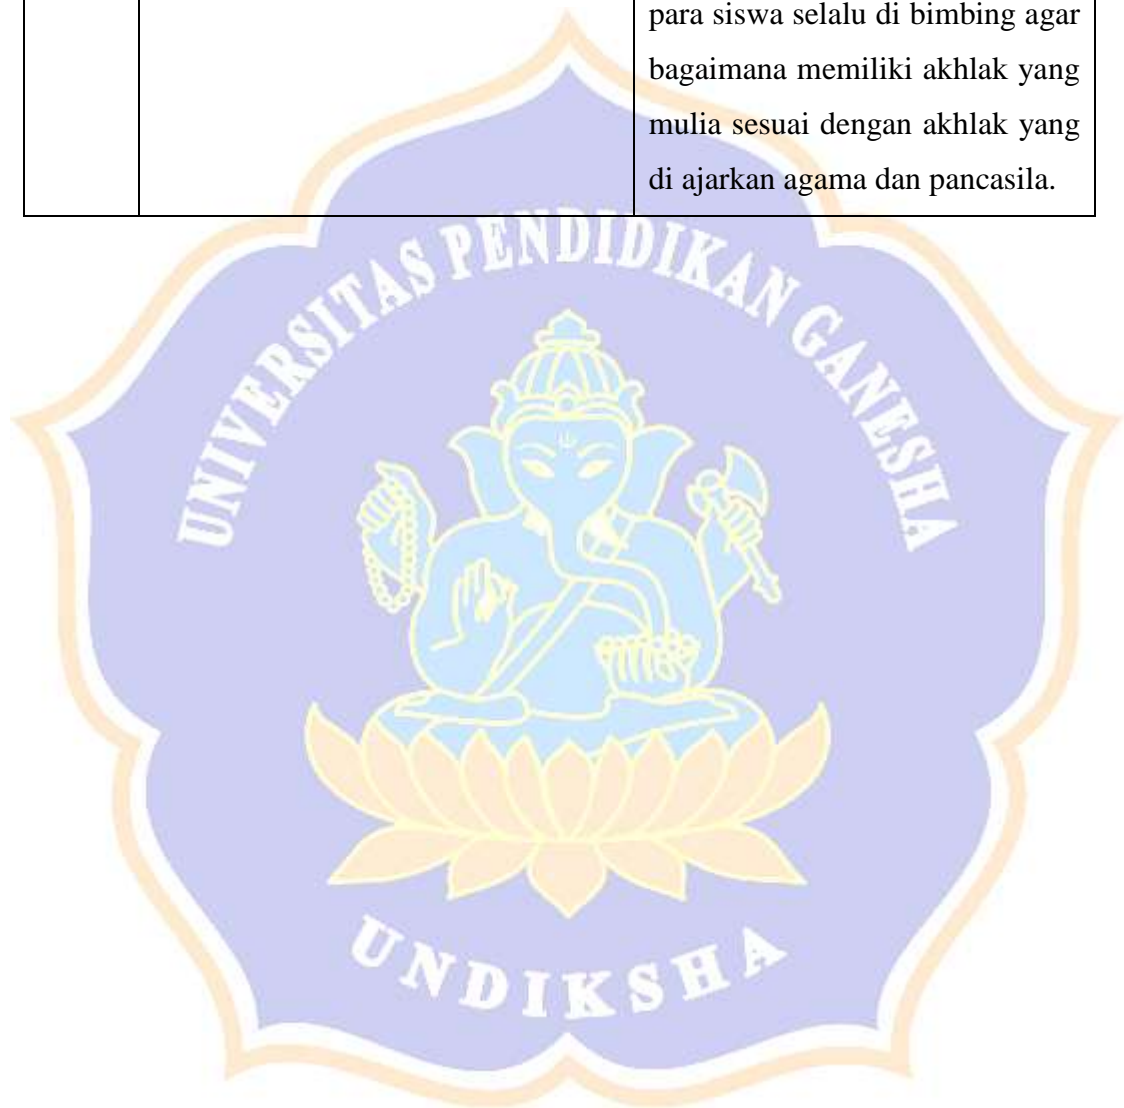 para siswa selalu di bimbing agar
bagaimana memiliki akhlak yang
mulia sesuai dengan akhlak yang
di ajarkan agama dan pancasila.
UNIVERSITAS PENDIDIKAN GANESHA
UNDIKSHA